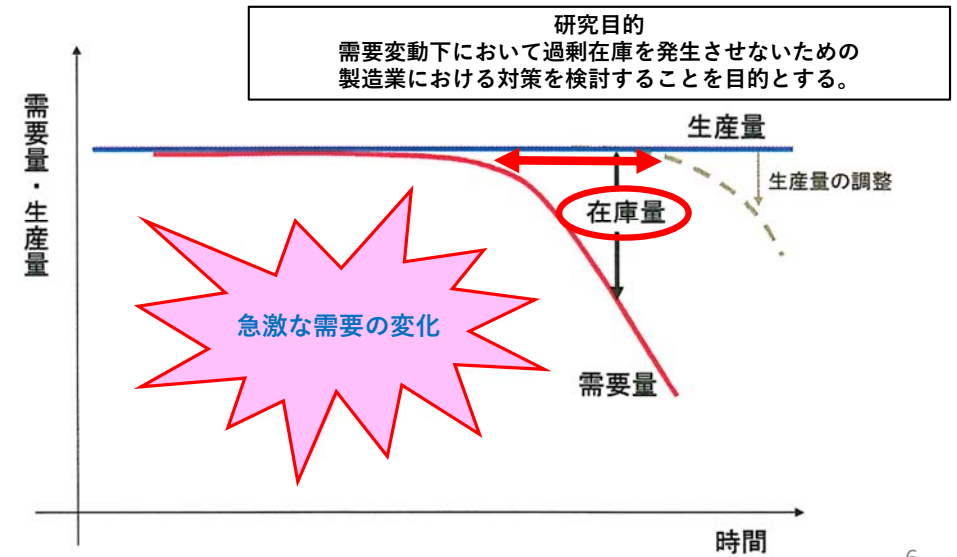 研究目的
需要変動下において過剰在庫を発生させないための
製造業における対策を検討することを目的とする。
需要量・生産量
生産量
生産量の調整
在庫量
急激な需要の変化
需要量
時間
6